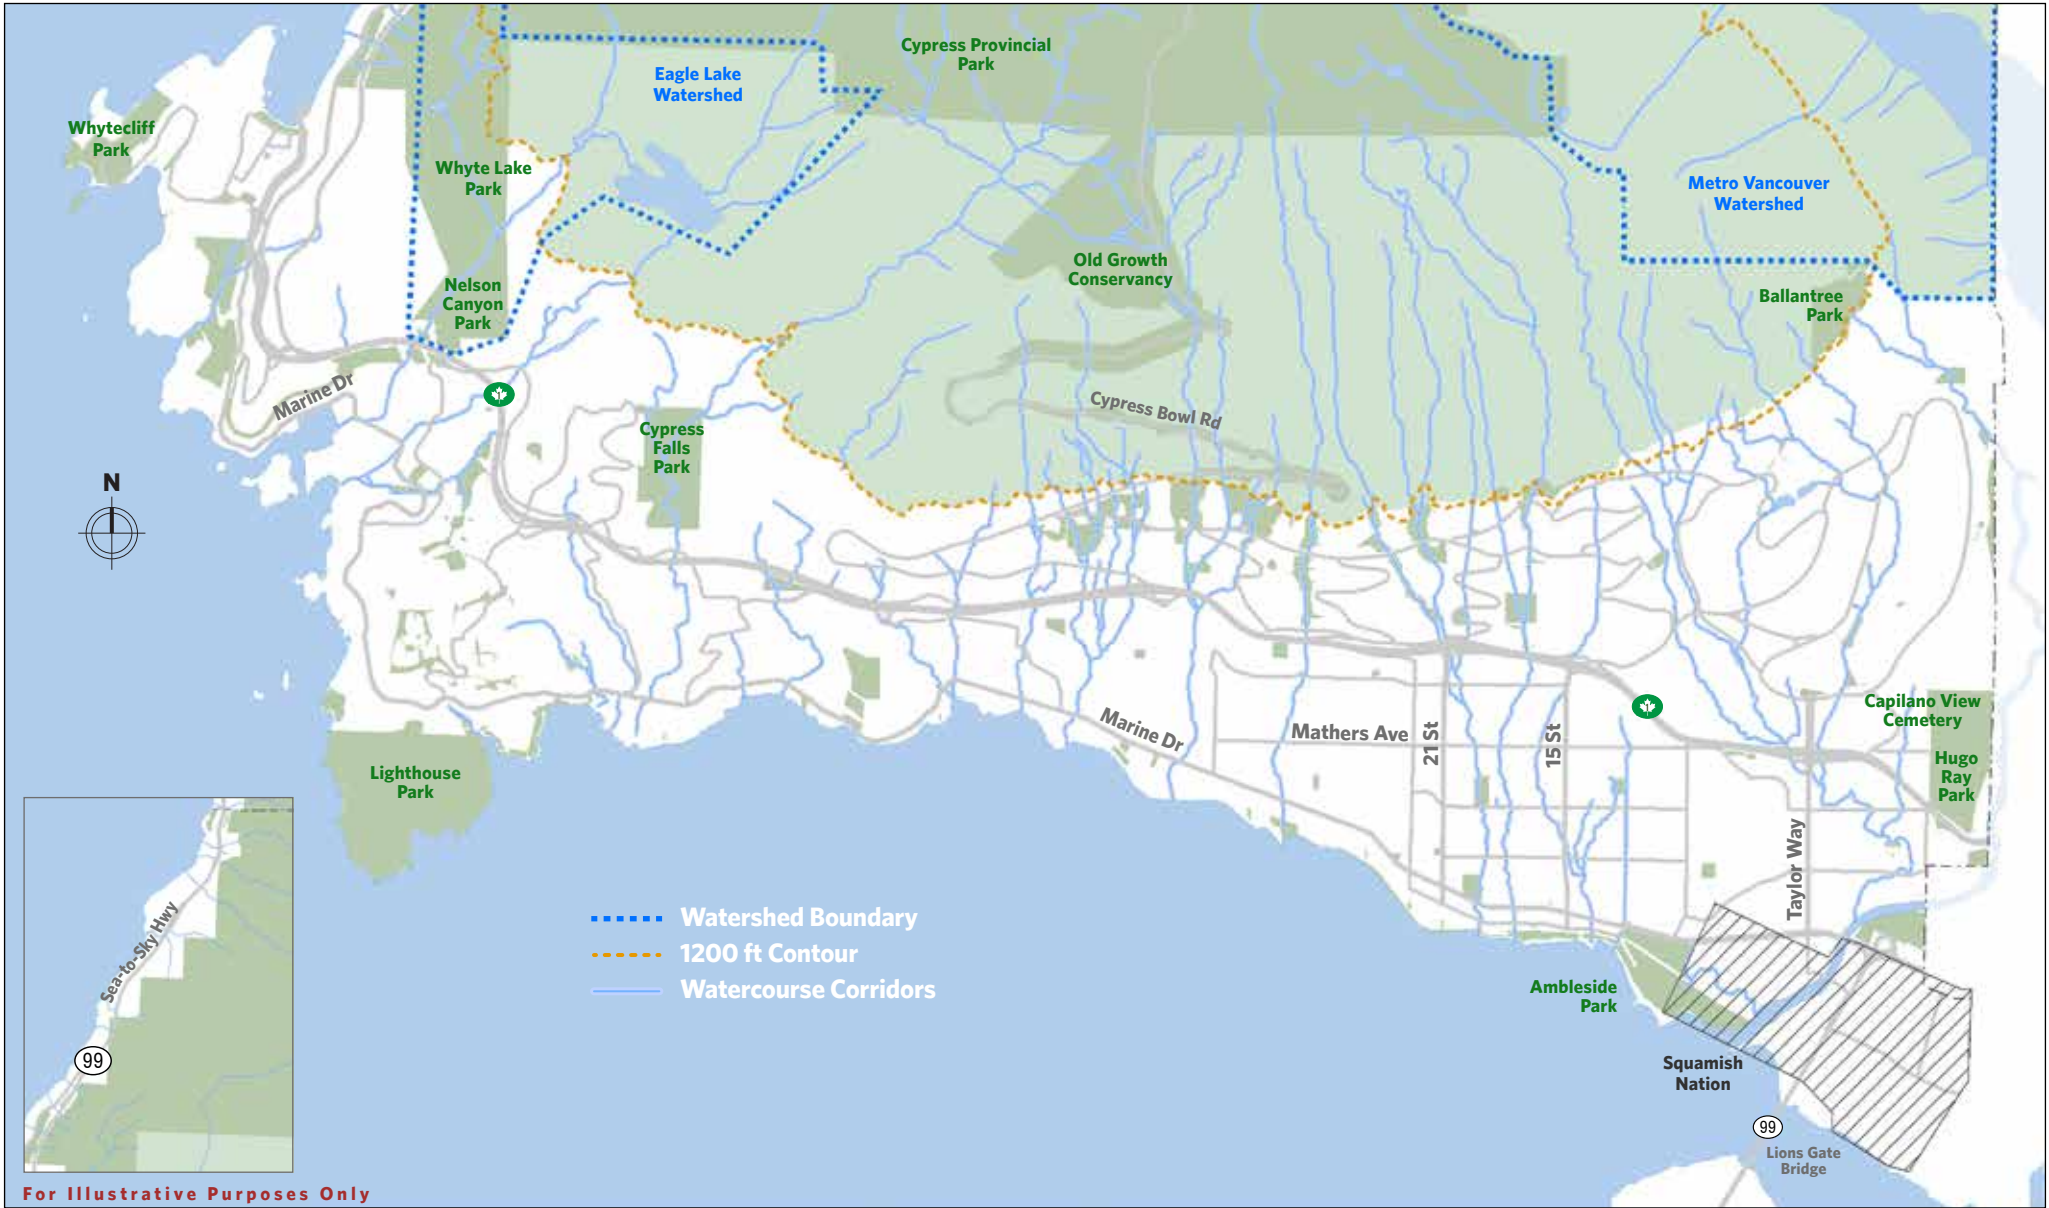 Cypress Provincial
Park
Eagle Lake
Watershed
Whytecliff
Park
Whyte Lake
Park
Metro Vancouver
Watershed
Old Growth
Conservancy
Nelson
Canyon
Park
Ballantree
Park
Marine Dr
Cypress Bowl Rd
Cypress
Falls
Park
N
Capilano View
Cemetery
Marine Dr
Mathers Ave
21 St
15 St
Hugo
Ray
Park
Lighthouse
Park
Taylor Way
Watershed Boundary
1200 ft Contour
Watercourse Corridors
Sea-to-Sky Hwy
99
Ambleside
Park
Squamish
Nation
99
Lions Gate
Bridge
For Illustrative Purposes Only